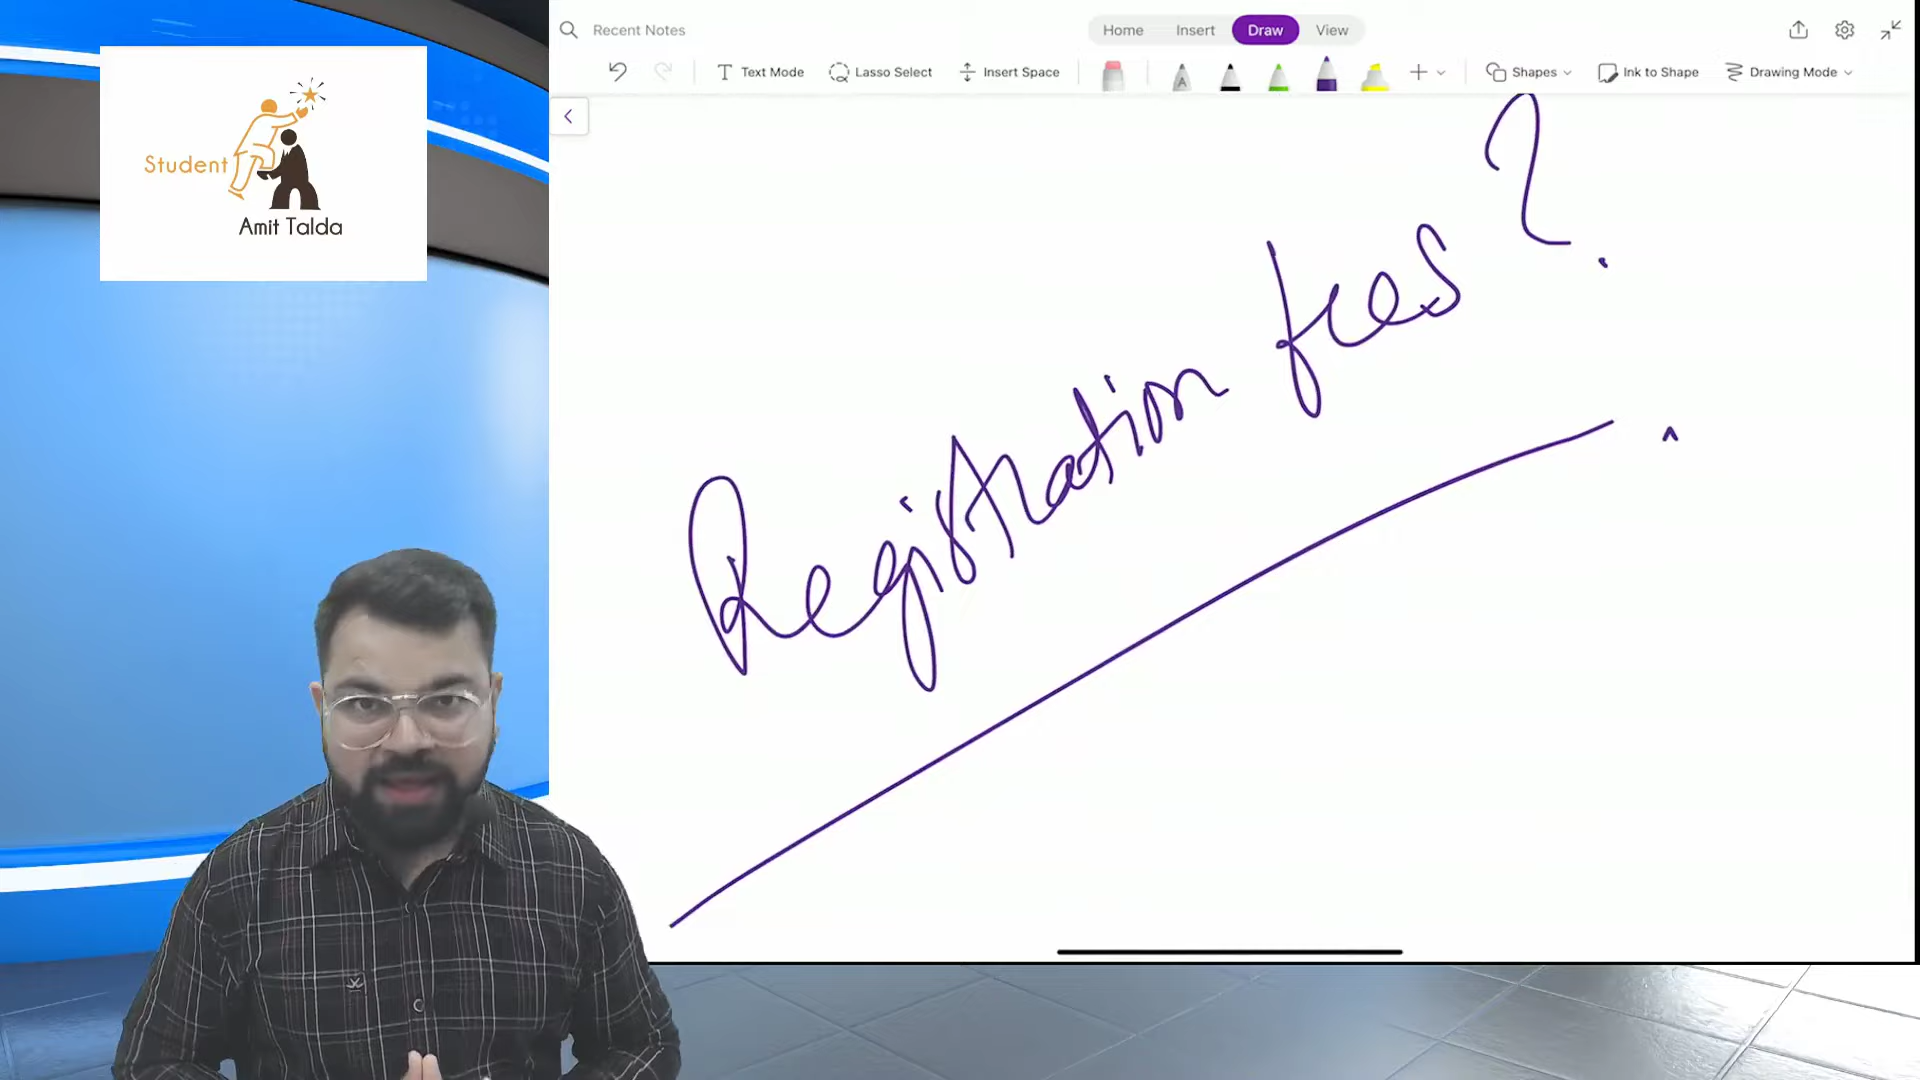 Student
Amit Talda
Recent Notes
Home Insert Draw View
Text Mode Lasso Select Insert Space Shapes Ink to Shape Drawing Mode
Registration fees ?